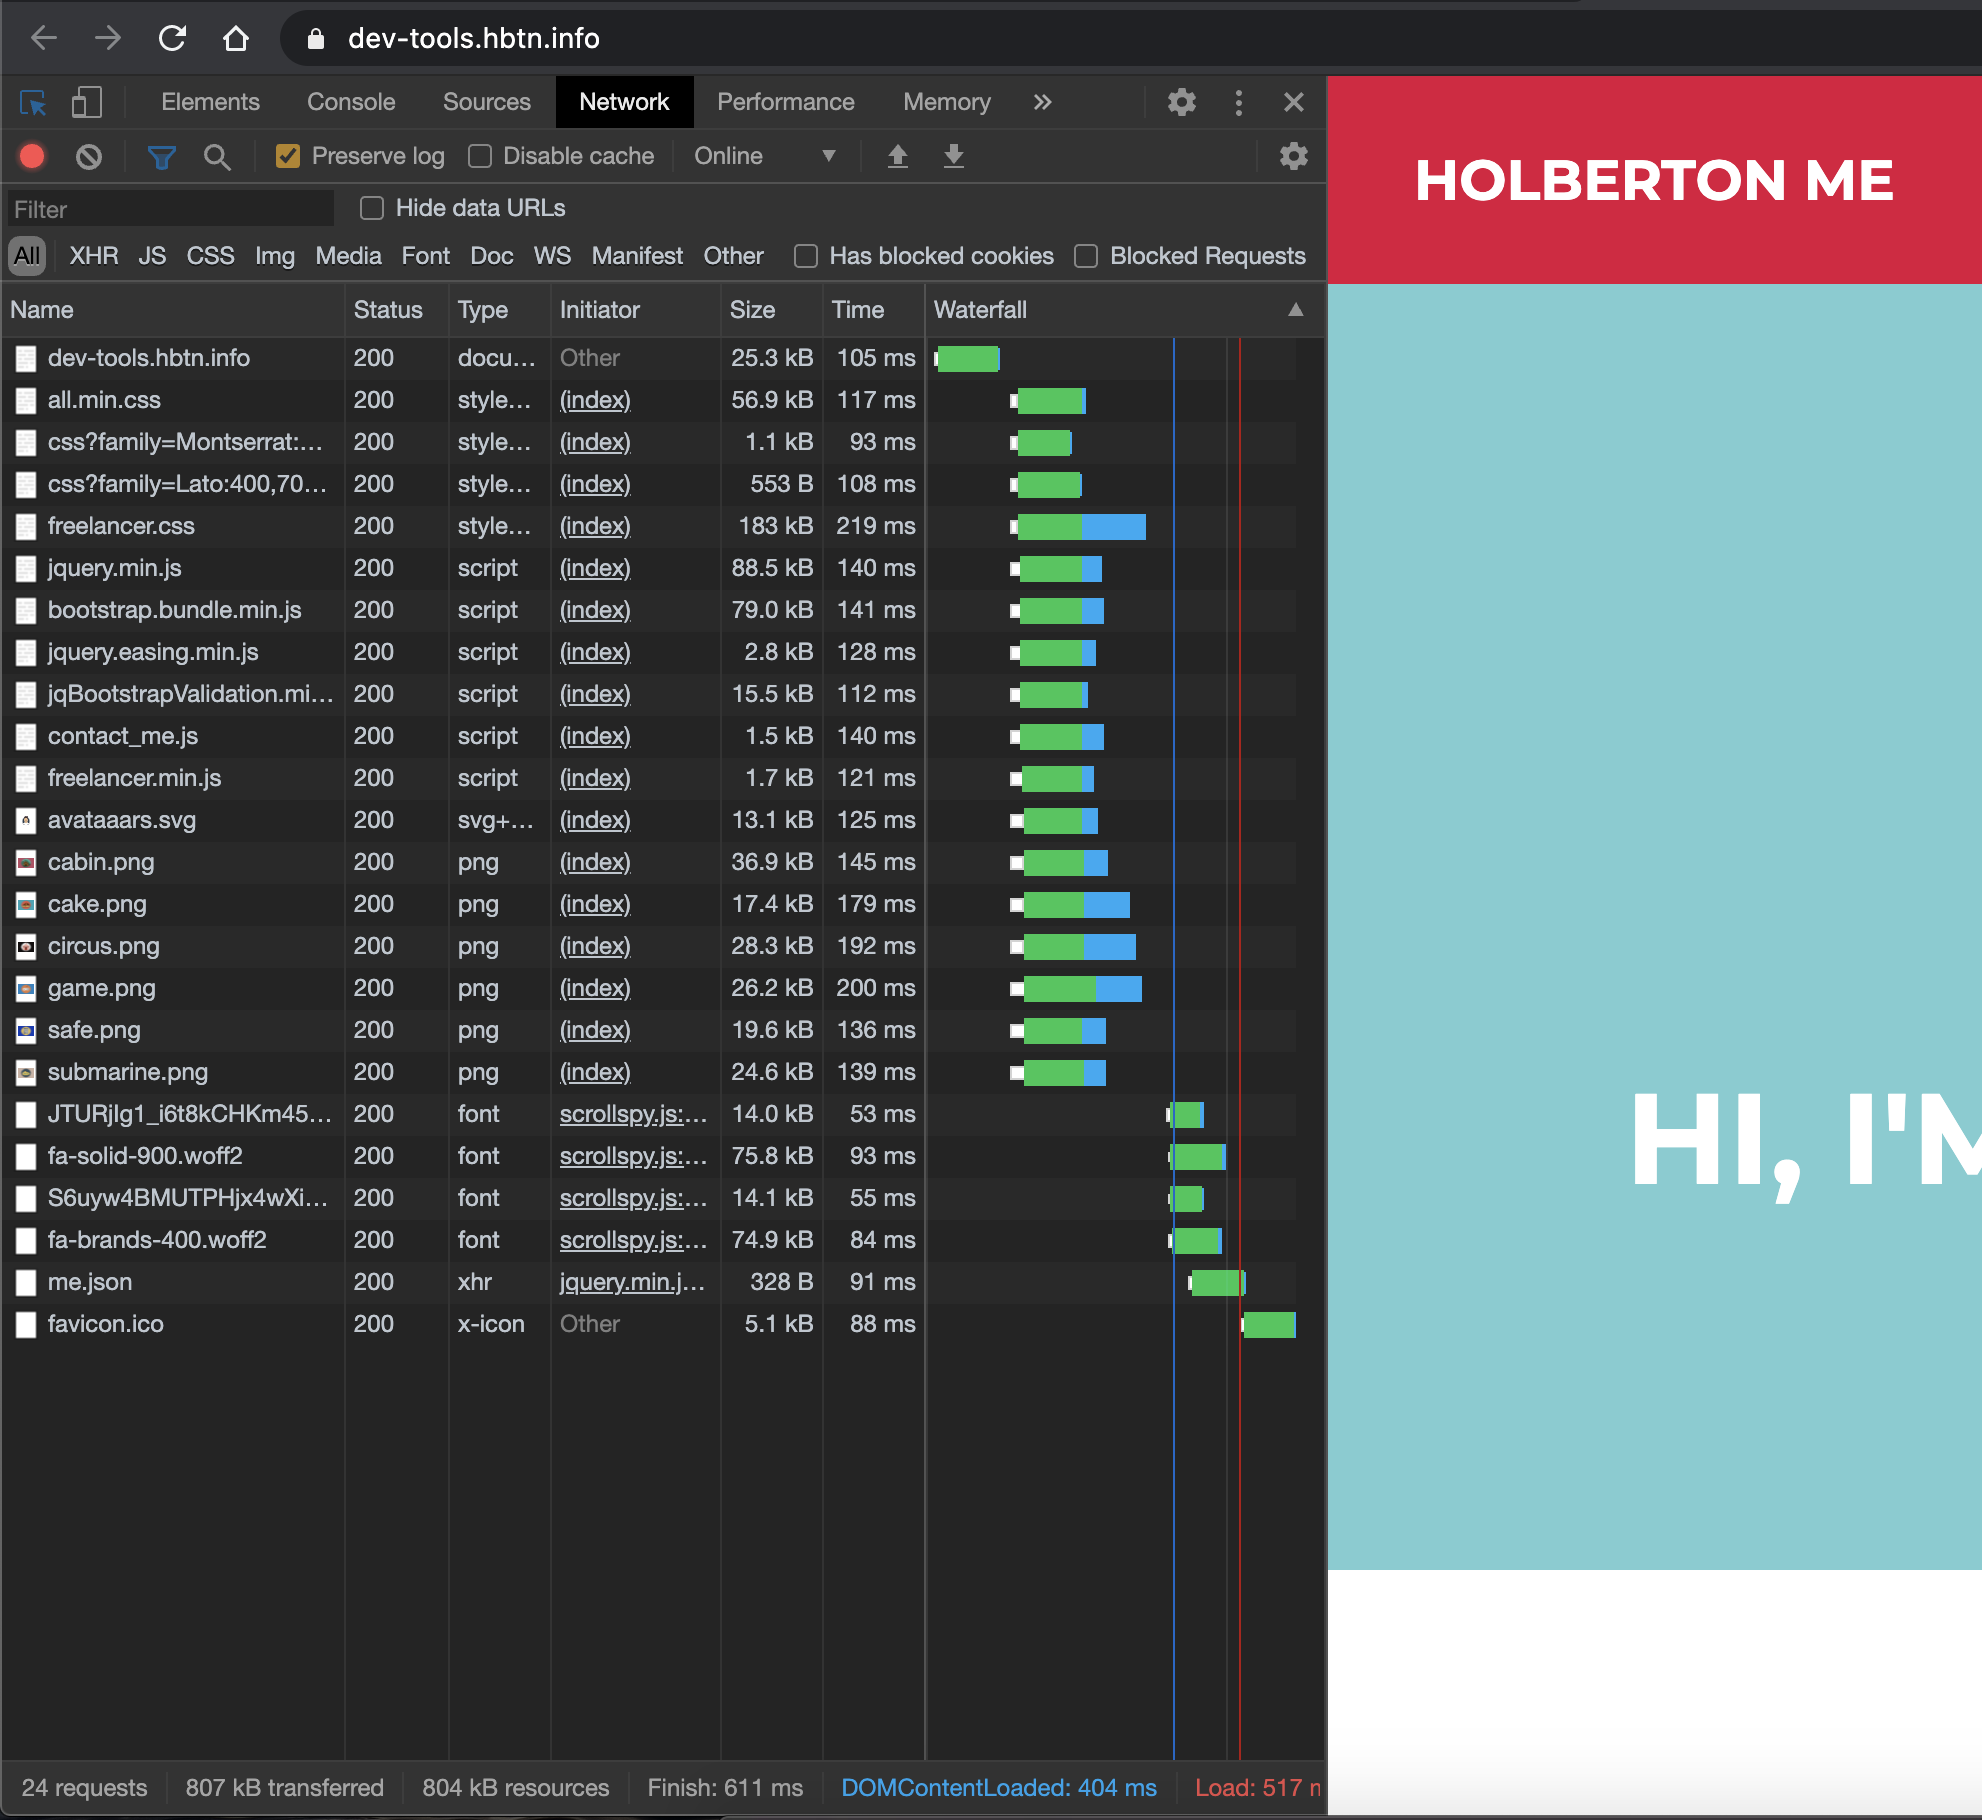 dev-tools.hbtn.info
Elements Console Sources Network Performance Memory
Preserve log Disable cache Online
Filter Hide data URLs
All XHR JS CSS Img Media Font Doc WS Manifest Other Has blocked cookies Blocked Requests
Name Status Type Initiator Size Time Waterfall
dev-tools.hbtn.info 200 docu... Other 25.3 kB 105 ms
all.min.css 200 style... (index) 56.9 kB 117 ms
css?family=Montserrat:... 200 style... (index) 1.1 kB 93 ms
css?family=Lato:400,70... 200 style... (index) 553 B 108 ms
freelancer.css 200 style... (index) 183 kB 219 ms
jquery.min.js 200 script (index) 88.5 kB 140 ms
bootstrap.bundle.min.js 200 script (index) 79.0 kB 141 ms
jquery.easing.min.js 200 script (index) 2.8 kB 128 ms
jqBootstrapValidation.mi... 200 script (index) 15.5 kB 112 ms
contact_me.js 200 script (index) 1.5 kB 140 ms
freelancer.min.js 200 script (index) 1.7 kB 121 ms
avataaars.svg 200 svg+... (index) 13.1 kB 125 ms
cabin.png 200 png (index) 36.9 kB 145 ms
cake.png 200 png (index) 17.4 kB 179 ms
circus.png 200 png (index) 28.3 kB 192 ms
game.png 200 png (index) 26.2 kB 200 ms
safe.png 200 png (index) 19.6 kB 136 ms
submarine.png 200 png (index) 24.6 kB 139 ms
JTURjIg1_i6t8kCHKm45... 200 font scrollspy.js:... 14.0 kB 53 ms
fa-solid-900.woff2 200 font scrollspy.js:... 75.8 kB 93 ms
S6uyw4BMUTPHjx4wXi... 200 font scrollspy.js:... 14.1 kB 55 ms
fa-brands-400.woff2 200 font scrollspy.js:... 74.9 kB 84 ms
me.json 200 xhr jquery.min.j... 328 B 91 ms
favicon.ico 200 x-icon Other 5.1 kB 88 ms
24 requests 807 kB transferred 804 kB resources Finish: 611 ms DOMContentLoaded: 404 ms Load: 517
HOLBERTON ME
HI, I'M